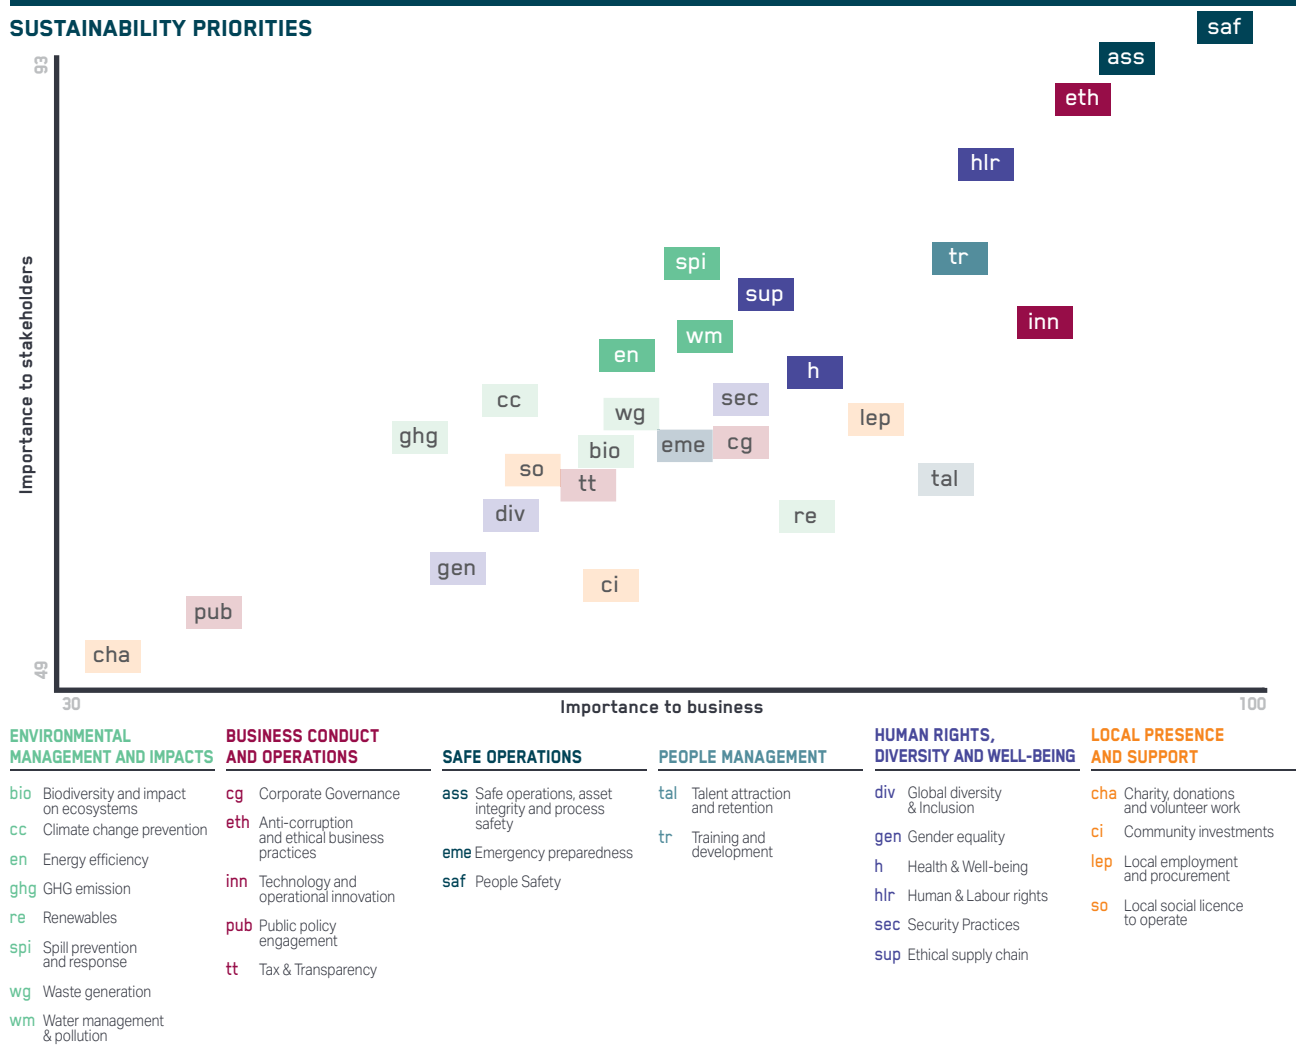 SUSTAINABILITY PRIORITIES
saf
ass
93
eth
hlr
tr
spi
sup
inn
wm
en
h
cc
sec
wg
lep
ghg
eme
cg
bio
so
tt
tal
div
re
gen
ci
pub
cha
Importance to stakeholders
49
30
Importance to business
100
ENVIRONMENTAL
MANAGEMENT AND IMPACTS
bio Biodiversity and impact
on ecosystems
cc Climate change prevention
en Energy efficiency
ghg GHG emission
re Renewables
spi Spill prevention
and response
wg Waste generation
wm Water management
& pollution
BUSINESS CONDUCT
AND OPERATIONS
cg Corporate Governance
eth Anti-corruption
and ethical business
practices
inn Technology and
operational innovation
pub Public policy
engagement
tt Tax & Transparency
SAFE OPERATIONS
ass Safe operations, asset
integrity and process
safety
eme Emergency preparedness
saf People Safety
PEOPLE MANAGEMENT
tal Talent attraction
and retention
tr Training and
development
HUMAN RIGHTS,
DIVERSITY AND WELL-BEING
div Global diversity
& Inclusion
gen Gender equality
h Health & Well-being
hlr Human & Labour rights
sec Security Practices
sup Ethical supply chain
LOCAL PRESENCE
AND SUPPORT
cha Charity, donations
and volunteer work
ci Community investments
lep Local employment
and procurement
so Local social licence
to operate